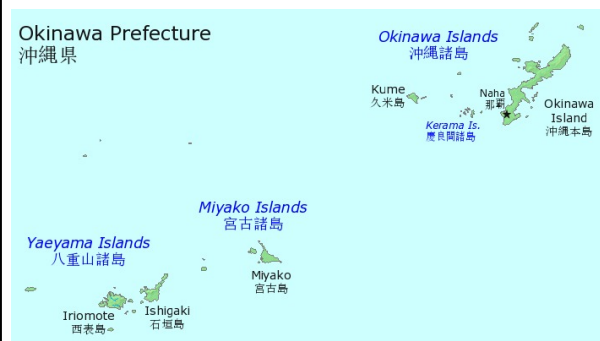 Okinawa Prefecture
沖縄県
Okinawa Islands
沖縄諸島
Kume
久米島
Naha
那覇
Okinawa
Island
沖縄本島
Kerama Is.
慶良間諸島
Miyako Islands
宮古諸島
Yaeyama Islands
八重山諸島
Miyako
宮古島
Ishigaki
石垣島
Iriomote
西表島